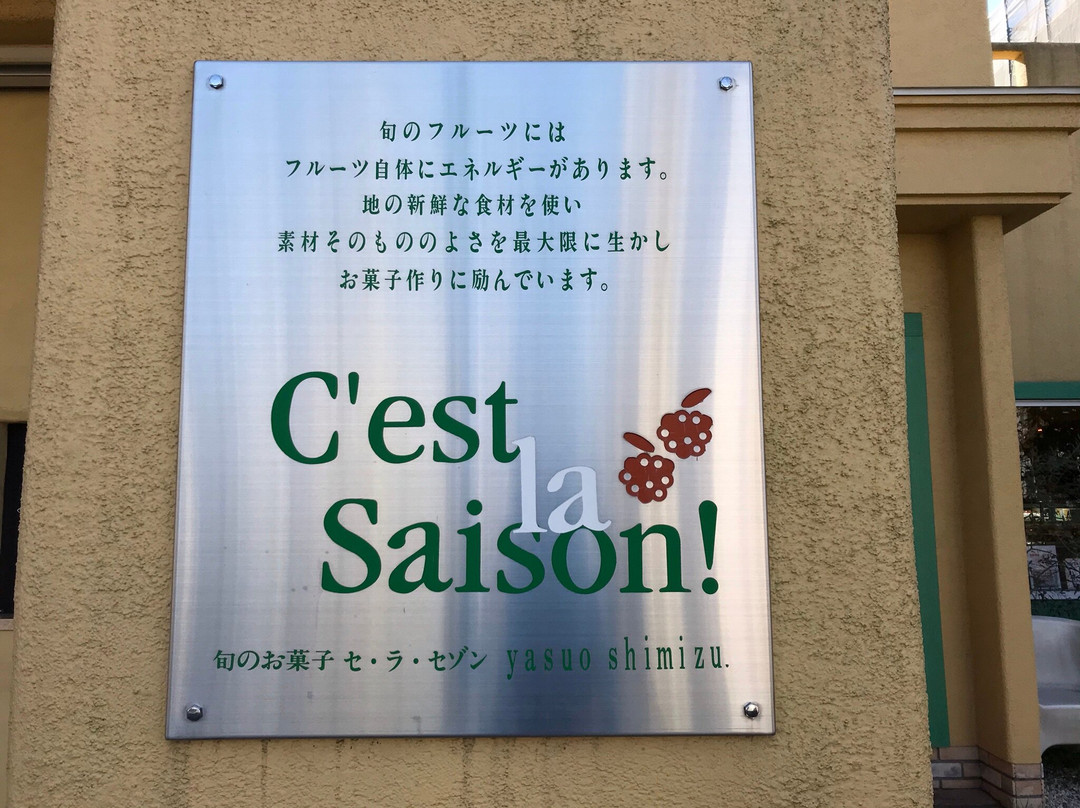 旬のフルーツには
フルーツ自体にエネルギーがあります。
地の新鮮な食材を使い
素材そのもののよさを最大限に生かし
お菓子作りに励んでいます。
C'est
la
Saison!
旬のお菓子 セ・ラ・セゾン yasuo shimizu.